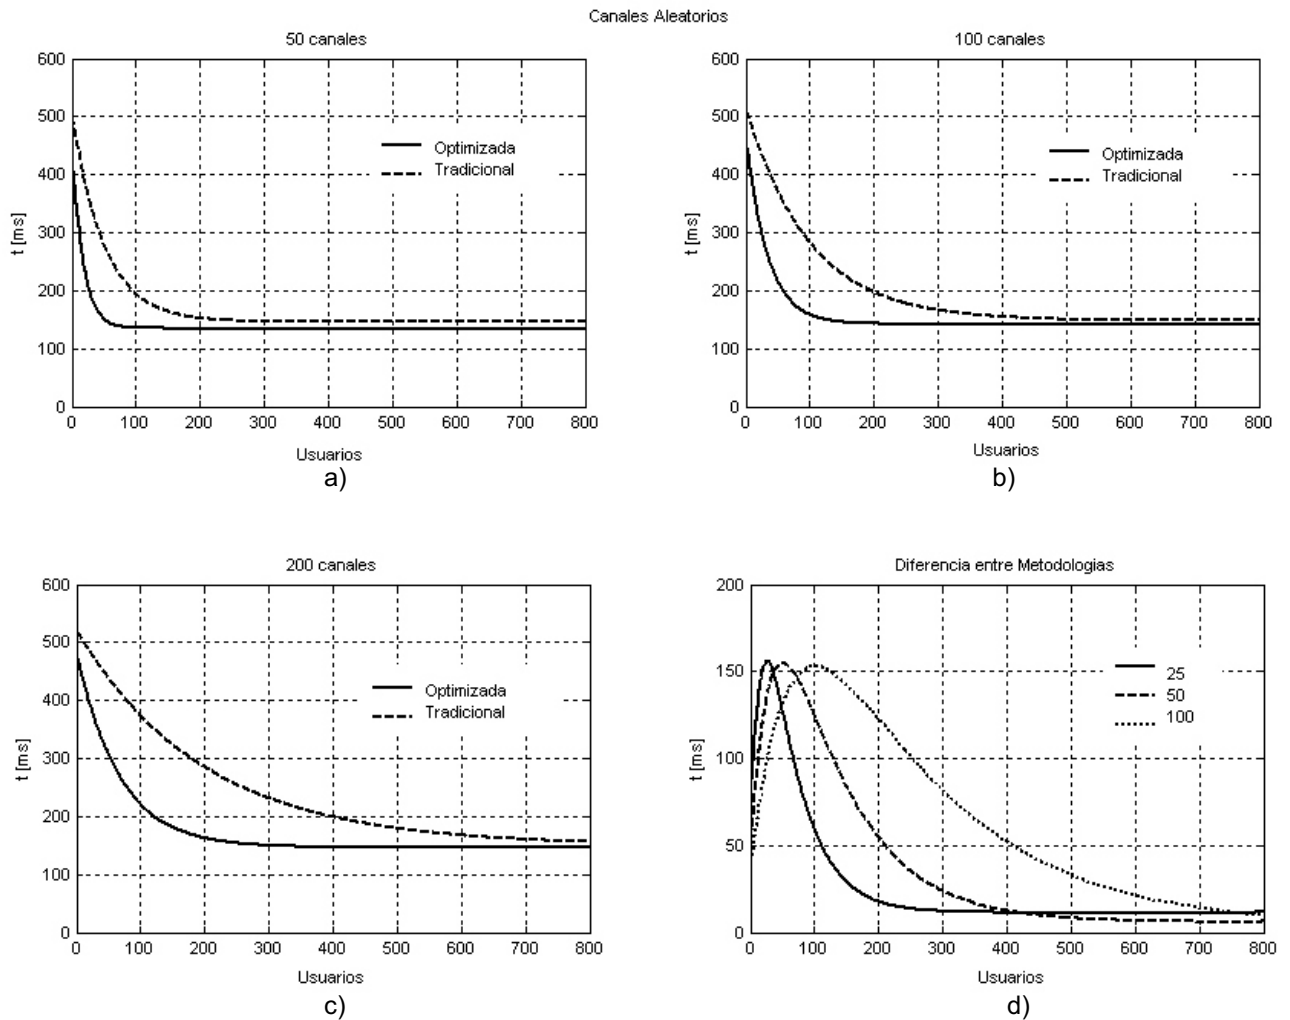 Canales Aleatorios
50 canales
600
500
400
300
200
100
0
t [ms]
Optimizada
Tradicional
0 100 200 300 400 500 600 700 800
Usuarios
a)
100 canales
600
500
400
300
200
100
0
t [ms]
Optimizada
Tradicional
0 100 200 300 400 500 600 700 800
Usuarios
b)
200 canales
600
500
400
300
200
100
0
t [ms]
Optimizada
Tradicional
0 100 200 300 400 500 600 700 800
Usuarios
c)
Diferencia entre Metodologias
200
150
100
50
0
t [ms]
25
50
100
0 100 200 300 400 500 600 700 800
Usuarios
d)